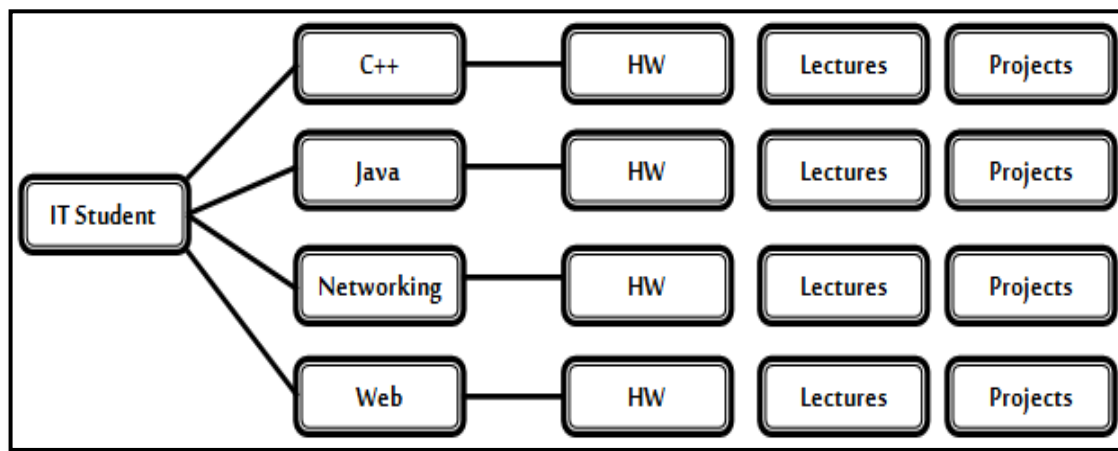 C++ HW Lectures Projects
Java HW Lectures Projects
IT Student
Networking HW Lectures Projects
Web HW Lectures Projects